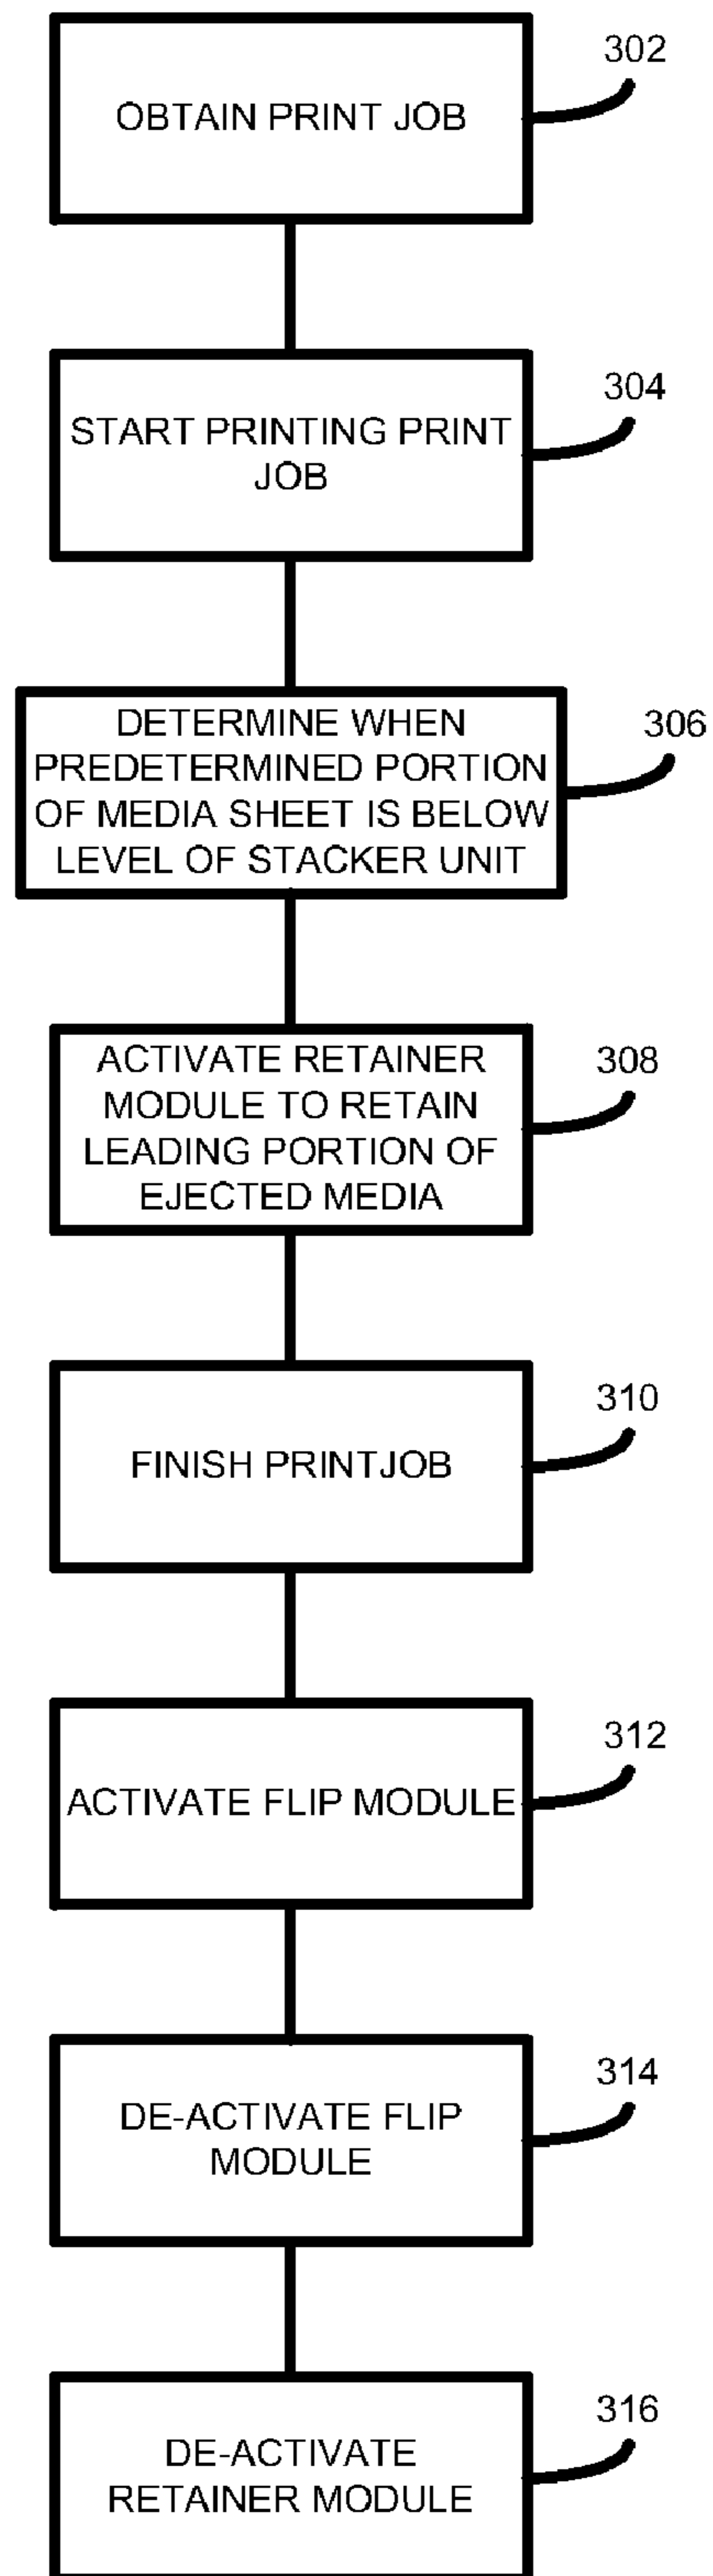 302
OBTAIN PRINT JOB
304
START PRINTING PRINT
JOB
306
DETERMINE WHEN
PREDETERMINED PORTION
OF MEDIA SHEET IS BELOW
LEVEL OF STACKER UNIT
308
ACTIVATE RETAINER
MODULE TO RETAIN
LEADING PORTION OF
EJECTED MEDIA
310
FINISH PRINTJOB
312
ACTIVATE FLIP MODULE
314
DE-ACTIVATE FLIP
MODULE
316
DE-ACTIVATE
RETAINER MODULE